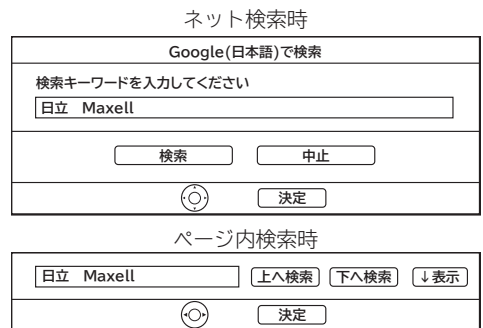 ネット検索時
Google(日本語)で検索
検索キーワードを入力してください
日立 Maxell
検索 中止
決定
ページ内検索時
日立 Maxell 上へ検索 下へ検索 ↓表示
決定